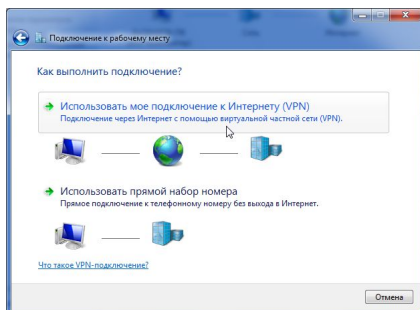 Подключение к рабочему месту
Как выполнить подключение?
Использовать мое подключение к Интернету (VPN)
Подключение через Интернет с помощью виртуальной частной сети (VPN).
Использовать прямой набор номера
Прямое подключение к телефонному номеру без выхода в Интернет.
Что такое VPN-подключение?
Отмена